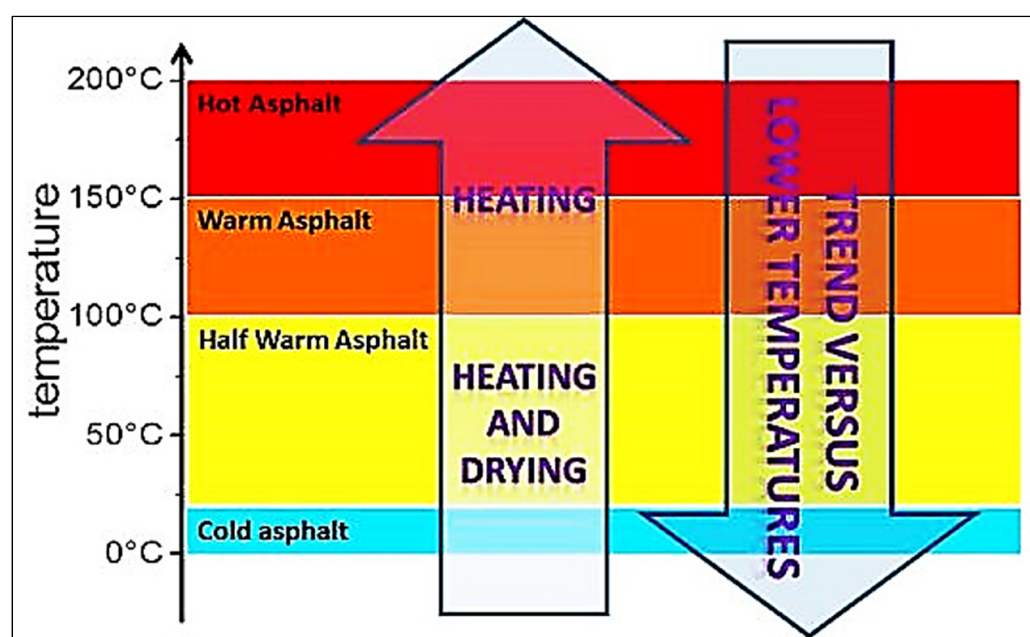 temperature
200°C
150°C
100°C
50°C
0°C
Hot Asphalt
Warm Asphalt
Half Warm Asphalt
Cold asphalt
HEATING
HEATING
AND
DRYING
TREND VERSUS
LOWER TEMPERATURES